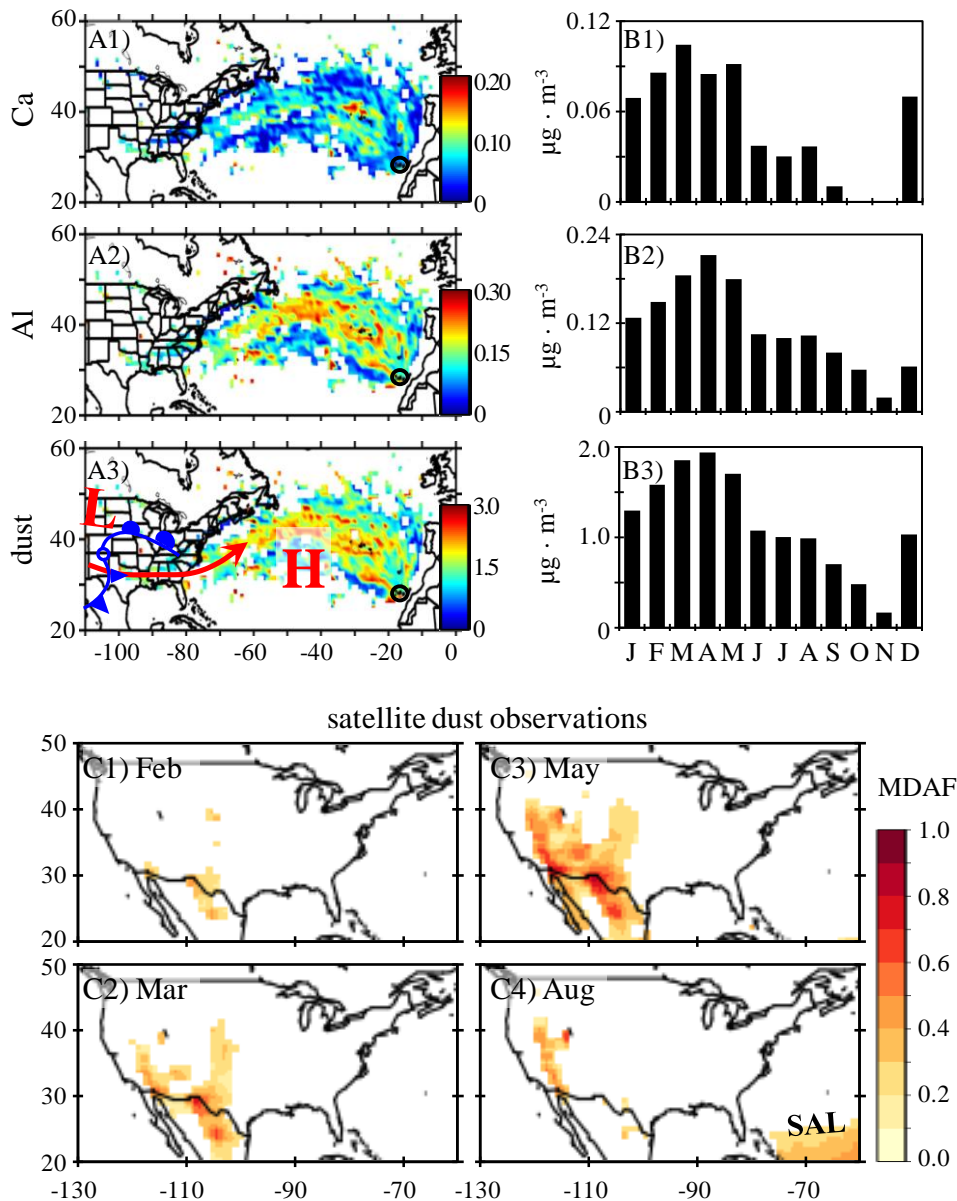 60
A1)
Ca
40
20
0.20
0.10
0
0.12
B1)
µg · m-3
0.06
0
60
A2)
Al
40
20
0.30
0.15
0
0.24
B2)
µg · m-3
0.12
0
60
A3)
dust
40
20
L
H
3.0
1.5
0
-100 -80 -60 -40 -20 0
2.0
B3)
µg · m-3
1.0
0
J F M A M J J A S O N D
satellite dust observations
50
C1) Feb
40
30
20
C3) May
50
C2) Mar
40
30
20
C4) Aug
SAL
-130 -110 -90 -70 -110 -90 -70
MDAF
1.0
0.8
0.6
0.4
0.2
0.0